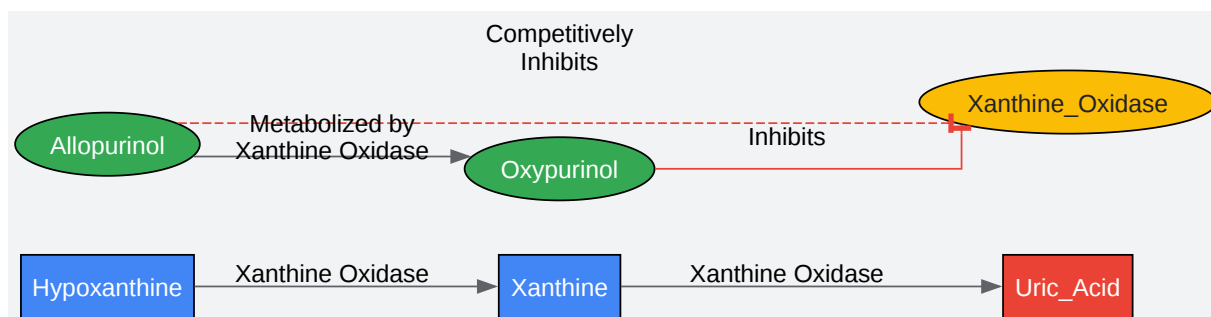 Competitively
Inhibits
Xanthine_Oxidase
Allopurinol
Metabolized by
Xanthine Oxidase
Oxypurinol
Inhibits
Hypoxanthine
Xanthine Oxidase
Xanthine
Xanthine Oxidase
Uric_Acid